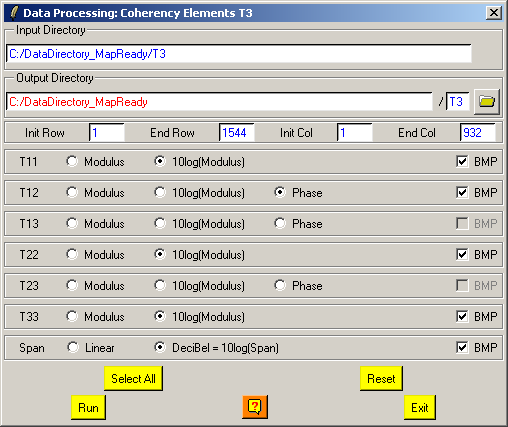 Data Processing: Coherency Elements T3
Input Directory
C:/DataDirectory_MapReady/T3
Output Directory
C:/DataDirectory_MapReady / T3
Init Row 1 End Row 1544 Init Col 1 End Col 932
T11 Modulus 10log(Modulus) BMP
T12 Modulus 10log(Modulus) Phase BMP
T13 Modulus 10log(Modulus) Phase BMP
T22 Modulus 10log(Modulus) BMP
T23 Modulus 10log(Modulus) Phase BMP
T33 Modulus 10log(Modulus) BMP
Span Linear DeciBel = 10log(Span) BMP
Select All Reset
Run ? Exit